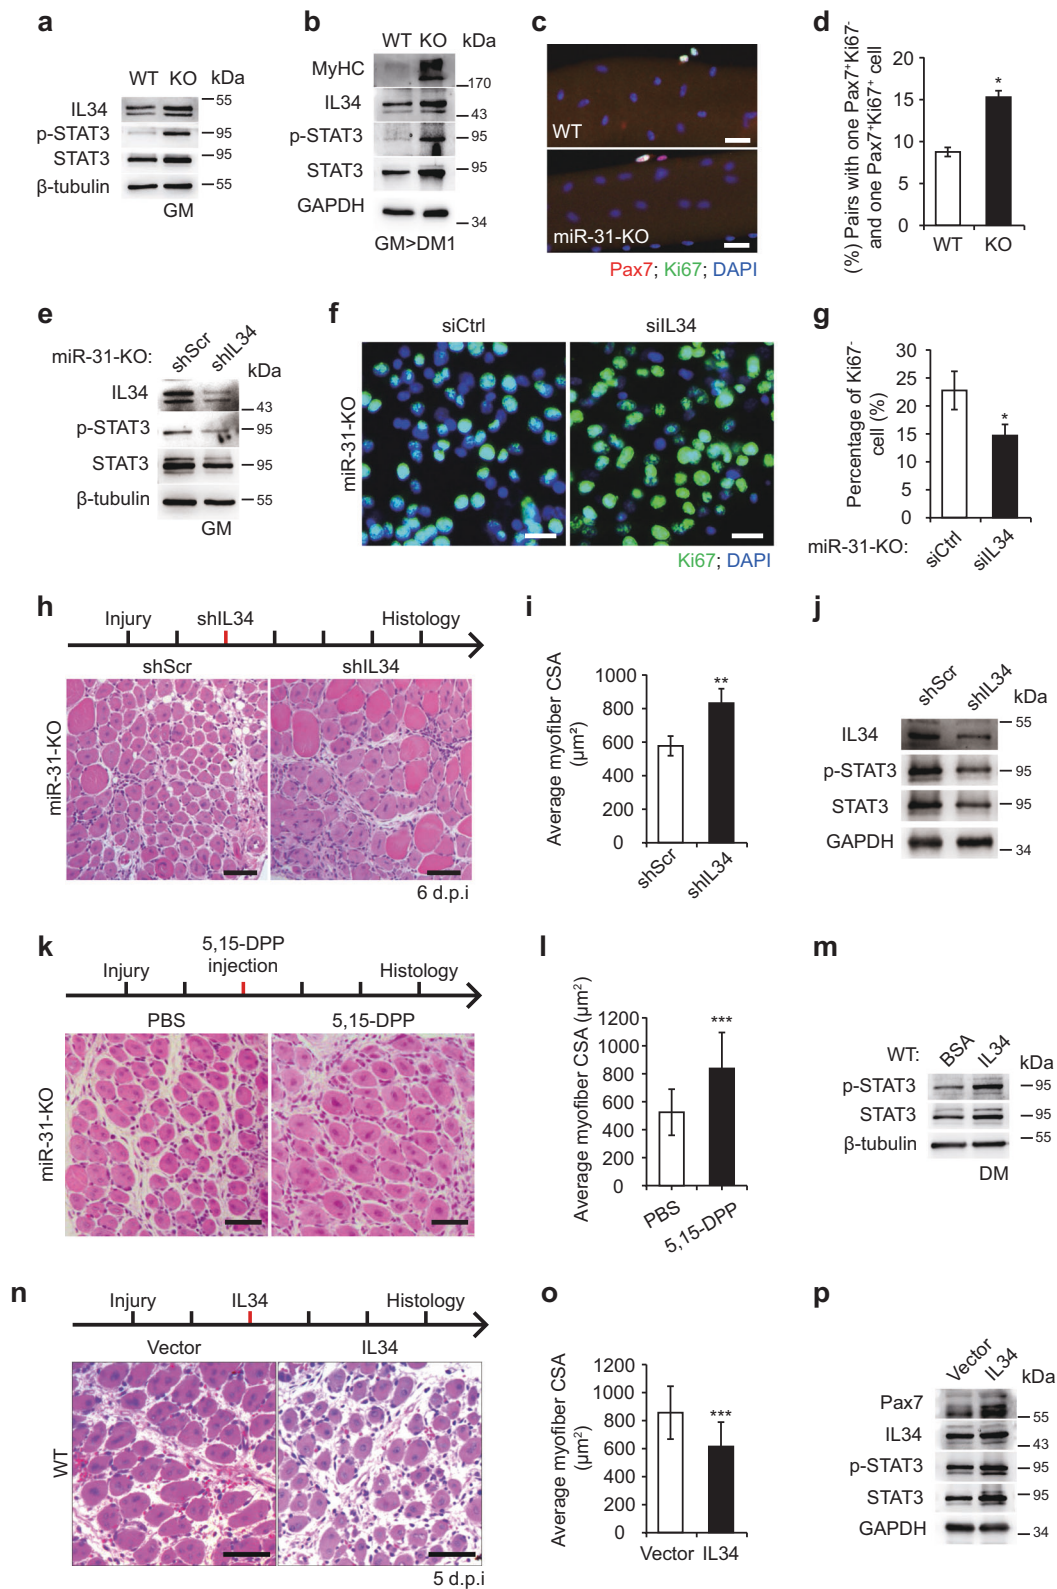 a
WT KO kDa
IL34
55
p-STAT3
95
STAT3
95
β-tubulin
55
GM
b
WT KO kDa
MyHC
170
IL34
43
p-STAT3
95
STAT3
95
GAPDH
34
GM>DM1
c
WT
miR-31-KO
Pax7; Ki67; DAPI
d
(%) Pairs with one Pax7⁺Ki67⁻
and one Pax7⁺Ki67⁺ cell
20
15
10
5
0
*
WT KO
e
miR-31-KO: shScr shIL34
kDa
IL34
43
p-STAT3
95
STAT3
95
β-tubulin
55
GM
f
siCtrl siIL34
miR-31-KO
Ki67; DAPI
g
Percentage of Ki67⁻
cell (%)
30
25
20
15
10
5
0
*
miR-31-KO: siCtrl siIL34
h
Injury shIL34 Histology
shScr shIL34
miR-31-KO
6 d.p.i
i
Average myofiber CSA
(µm²)
1000
800
600
400
200
0
**
shScr shIL34
j
shScr shIL34
kDa
IL34
55
p-STAT3
95
STAT3
95
GAPDH
34
k
5,15-DPP
injection
Injury Histology
PBS 5,15-DPP
miR-31-KO
l
Average myofiber CSA (µm²)
1200
1000
800
600
400
200
0
***
PBS 5,15-DPP
m
WT: BSA IL34
kDa
p-STAT3
95
STAT3
95
β-tubulin
55
DM
n
Injury IL34 Histology
Vector IL34
WT
5 d.p.i
o
Average myofiber CSA
(µm²)
1200
1000
800
600
400
200
0
***
Vector IL34
p
Vector IL34
kDa
Pax7
55
IL34
43
p-STAT3
95
STAT3
95
GAPDH
34